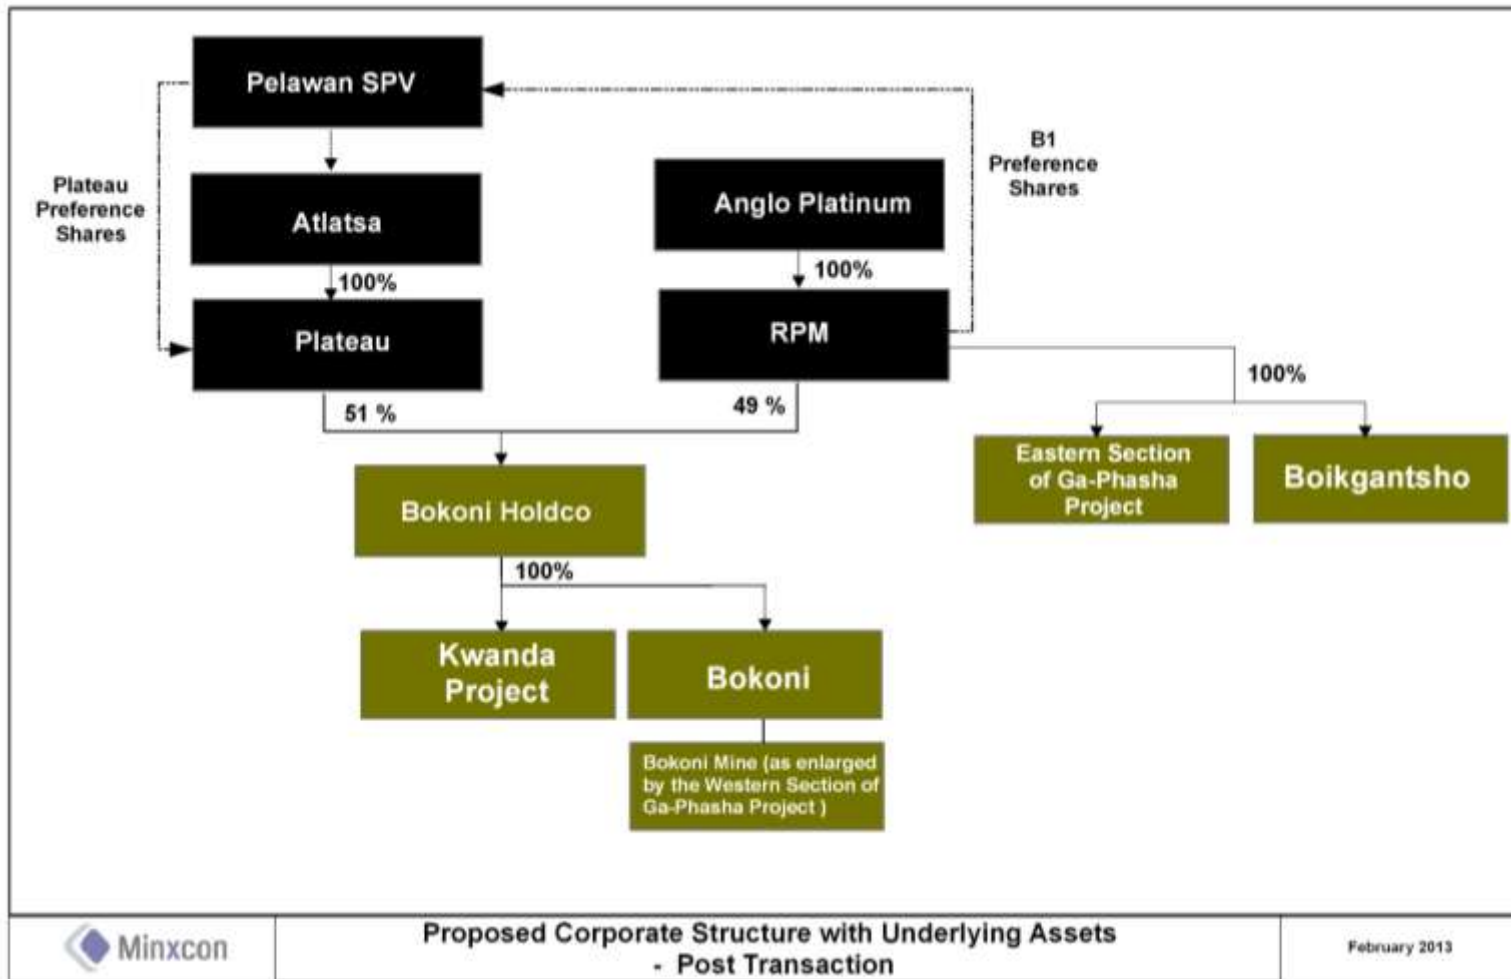 Pelawan SPV
B1
Preference
Shares
Plateau
Preference
Shares
Atlatsa
Anglo Platinum
100%
100%
Plateau
RPM
100%
51 %
49 %
Eastern Section
of Ga-Phasha
Project
Boikgantsho
Bokoni Holdco
100%
Kwanda
Project
Bokoni
Bokoni Mine (as enlarged
by the Western Section of
Ga-Phasha Project )
Minxcon
Proposed Corporate Structure with Underlying Assets
- Post Transaction
February 2013